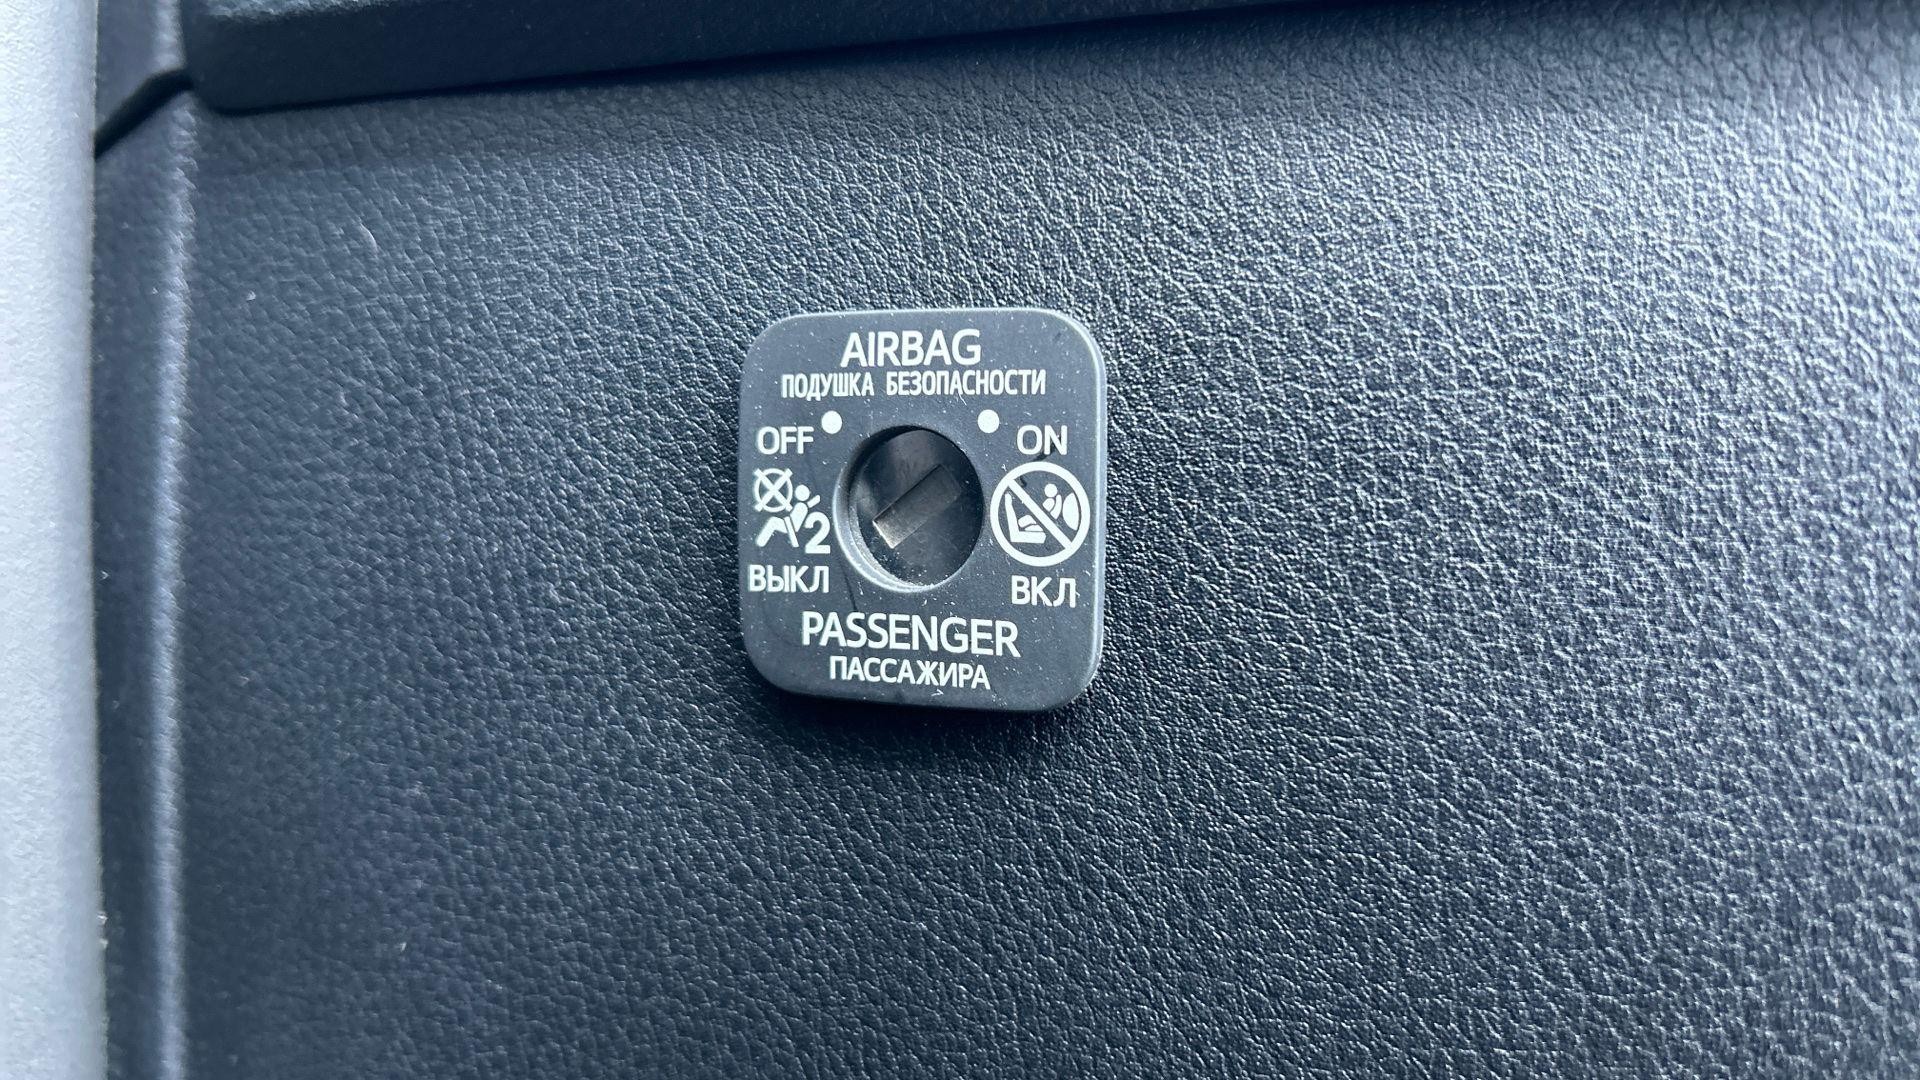 AIRBAG
ПОДУШКА БЕЗОПАСНОСТИ
OFF ON
2
ВЫКЛ ВКЛ
PASSENGER
ПАССАЖИРА